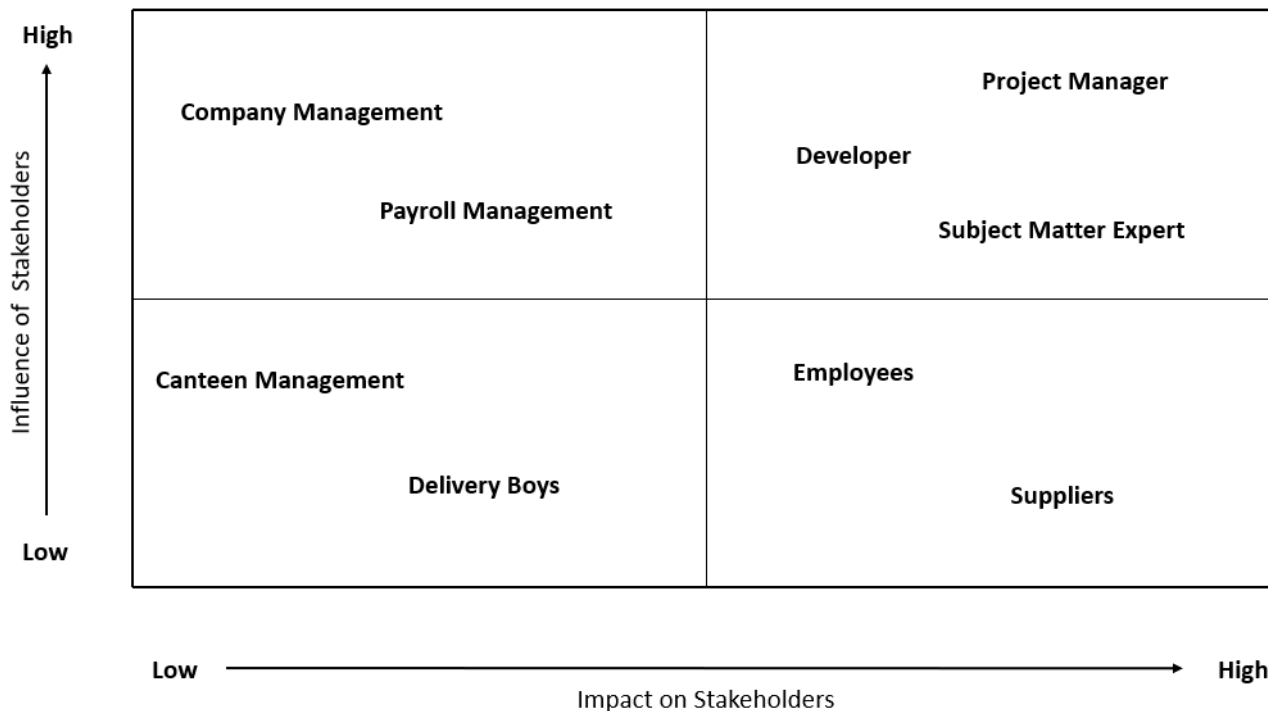 High
Project Manager
Company Management
Developer
Payroll Management
Subject Matter Expert
Influence of Stakeholders
Employees
Canteen Management
Delivery Boys
Suppliers
Low
Low
High
Impact on Stakeholders